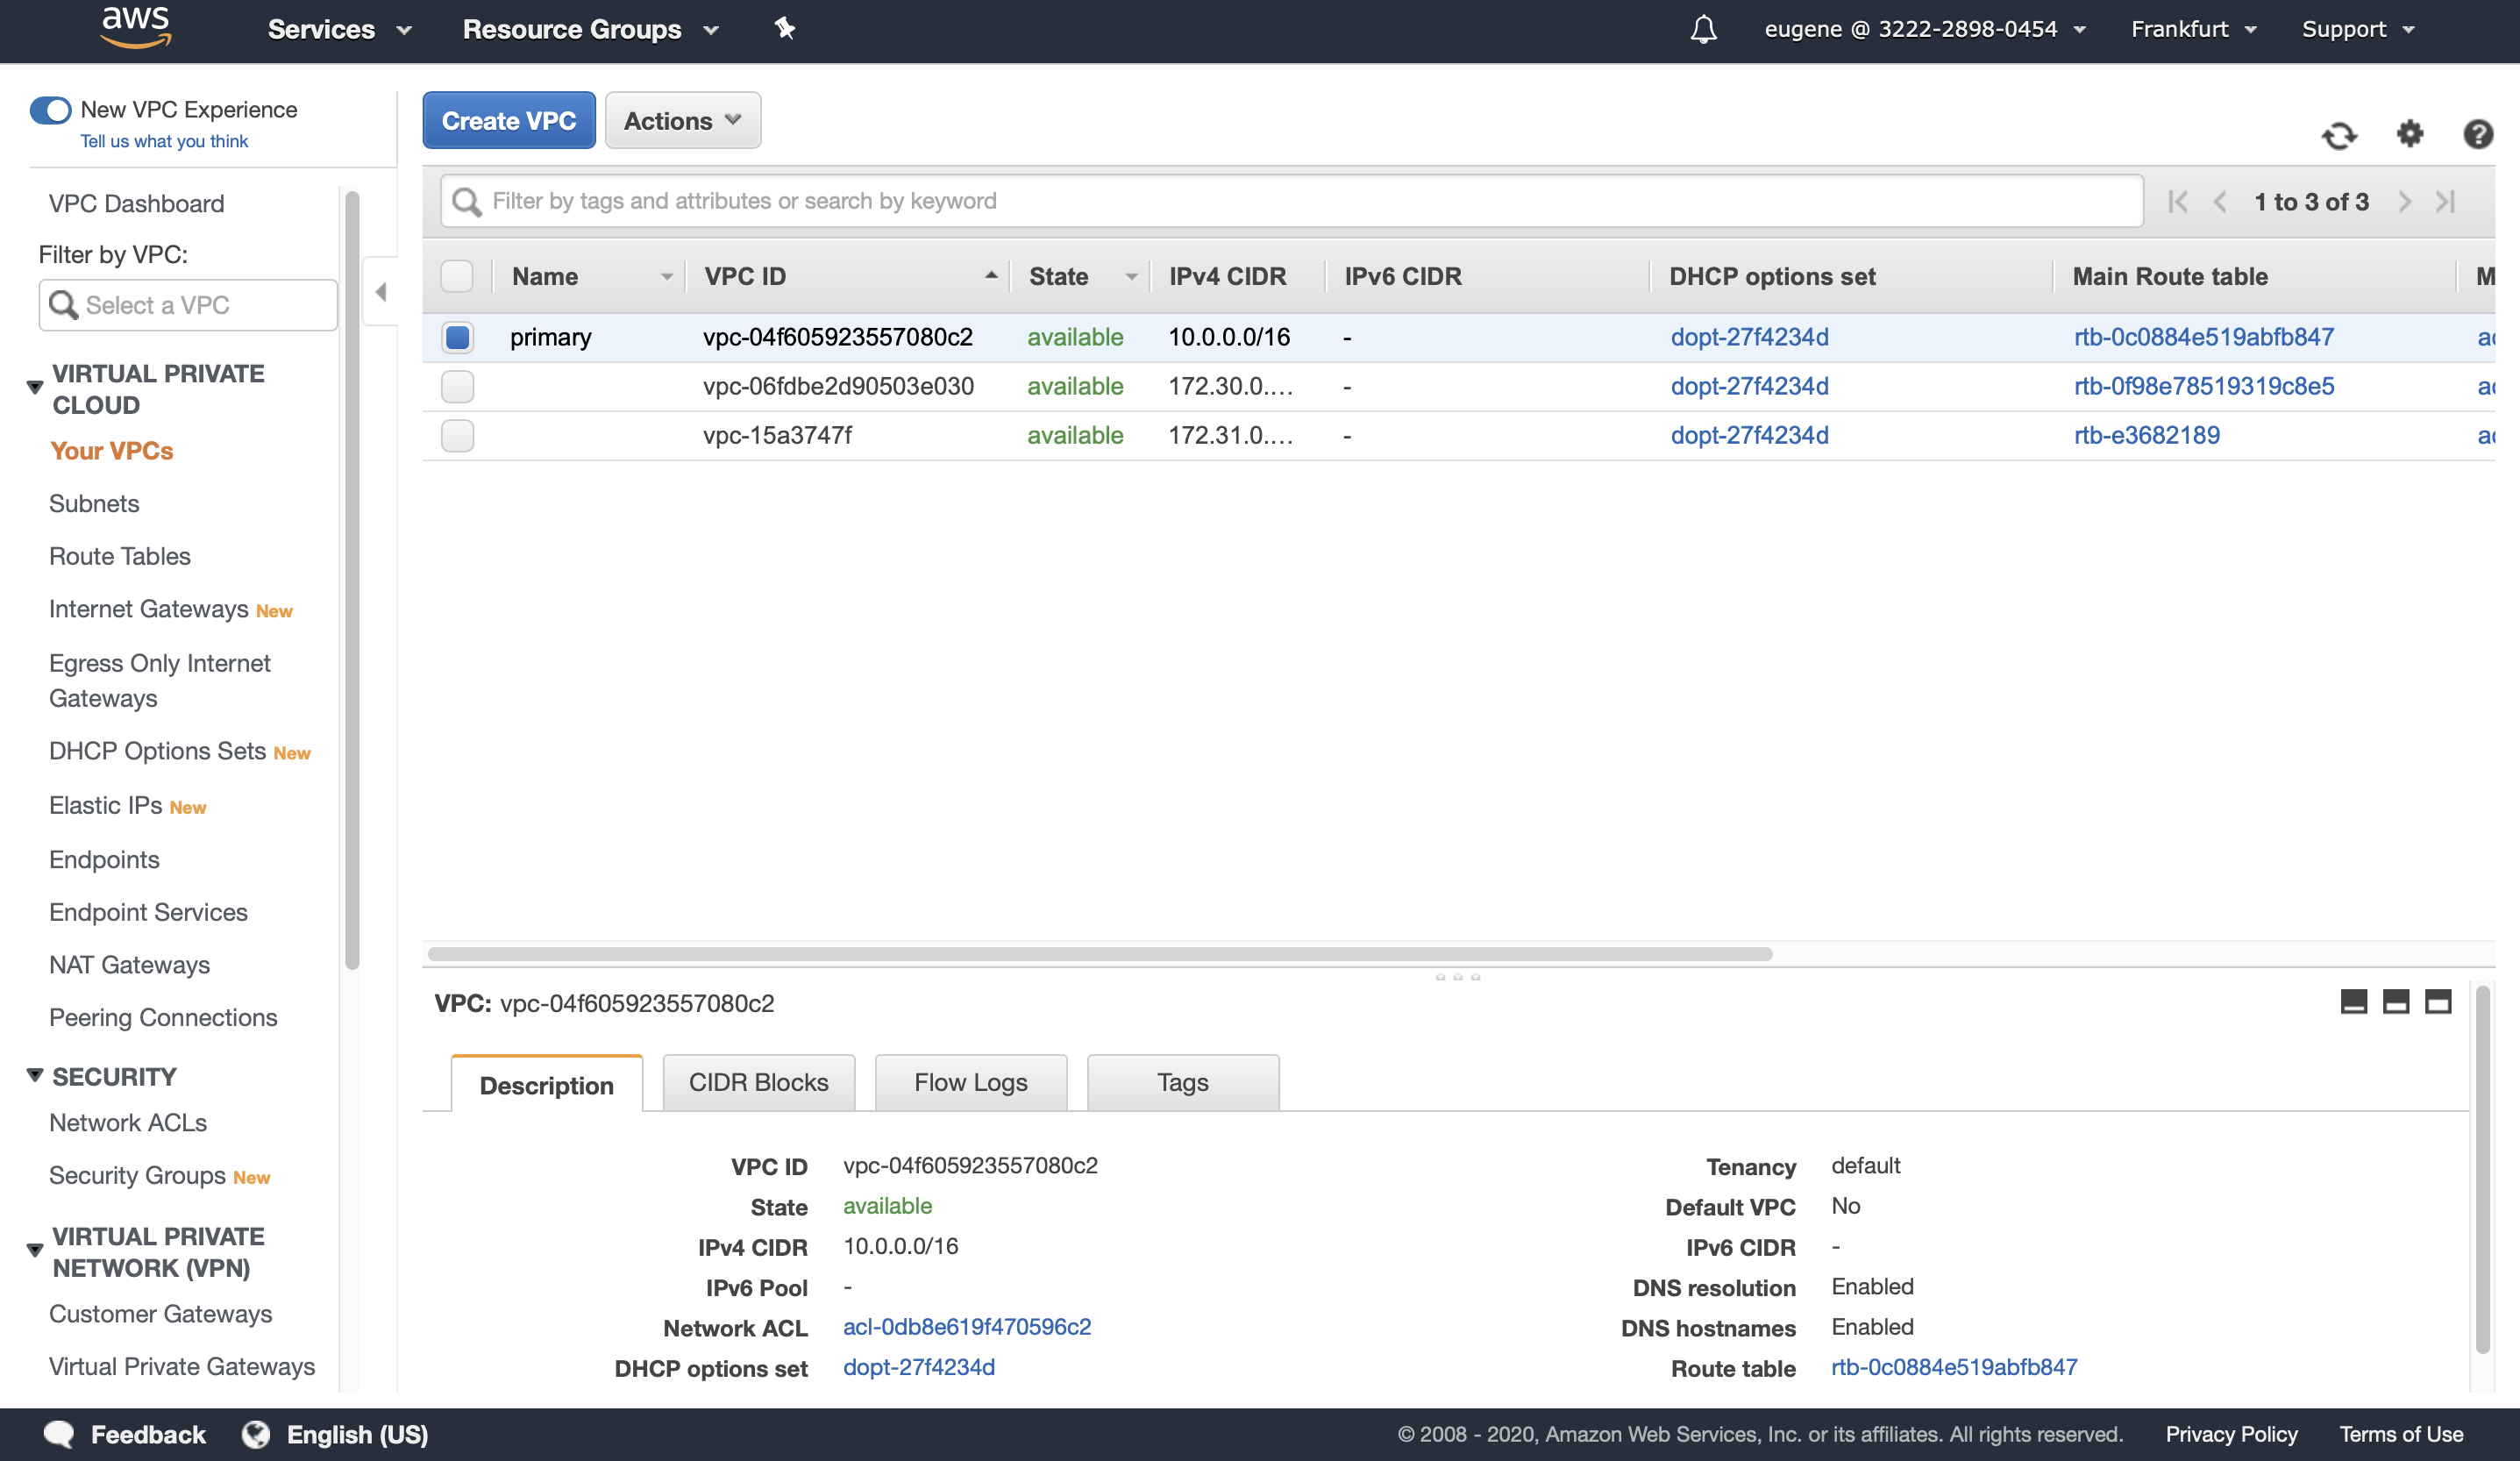 aws Services Resource Groups eugene @ 3222-2898-0454 Frankfurt Support
New VPC Experience
Tell us what you think
VPC Dashboard
Filter by VPC:
Select a VPC
VIRTUAL PRIVATE
CLOUD
Your VPCs
Subnets
Route Tables
Internet Gateways New
Egress Only Internet
Gateways
DHCP Options Sets New
Elastic IPs New
Endpoints
Endpoint Services
NAT Gateways
Peering Connections
SECURITY
Network ACLs
Security Groups New
VIRTUAL PRIVATE
NETWORK (VPN)
Customer Gateways
Virtual Private Gateways
Create VPC Actions
Filter by tags and attributes or search by keyword 1 to 3 of 3
Name VPC ID State IPv4 CIDR IPv6 CIDR DHCP options set Main Route table M
primary vpc-04f605923557080c2 available 10.0.0.0/16 - dopt-27f4234d rtb-0c0884e519abfb847 ac
vpc-06fdbe2d90503e030 available 172.30.0.... - dopt-27f4234d rtb-0f98e78519319c8e5 ac
vpc-15a3747f available 172.31.0.... - dopt-27f4234d rtb-e3682189 ac
VPC: vpc-04f605923557080c2
Description CIDR Blocks Flow Logs Tags
VPC ID vpc-04f605923557080c2 Tenancy default
State available Default VPC No
IPv4 CIDR 10.0.0.0/16 IPv6 CIDR -
IPv6 Pool - DNS resolution Enabled
Network ACL acl-0db8e619f470596c2 DNS hostnames Enabled
DHCP options set dopt-27f4234d Route table rtb-0c0884e519abfb847
Feedback English (US) © 2008 - 2020, Amazon Web Services, Inc. or its affiliates. All rights reserved. Privacy Policy Terms of Use